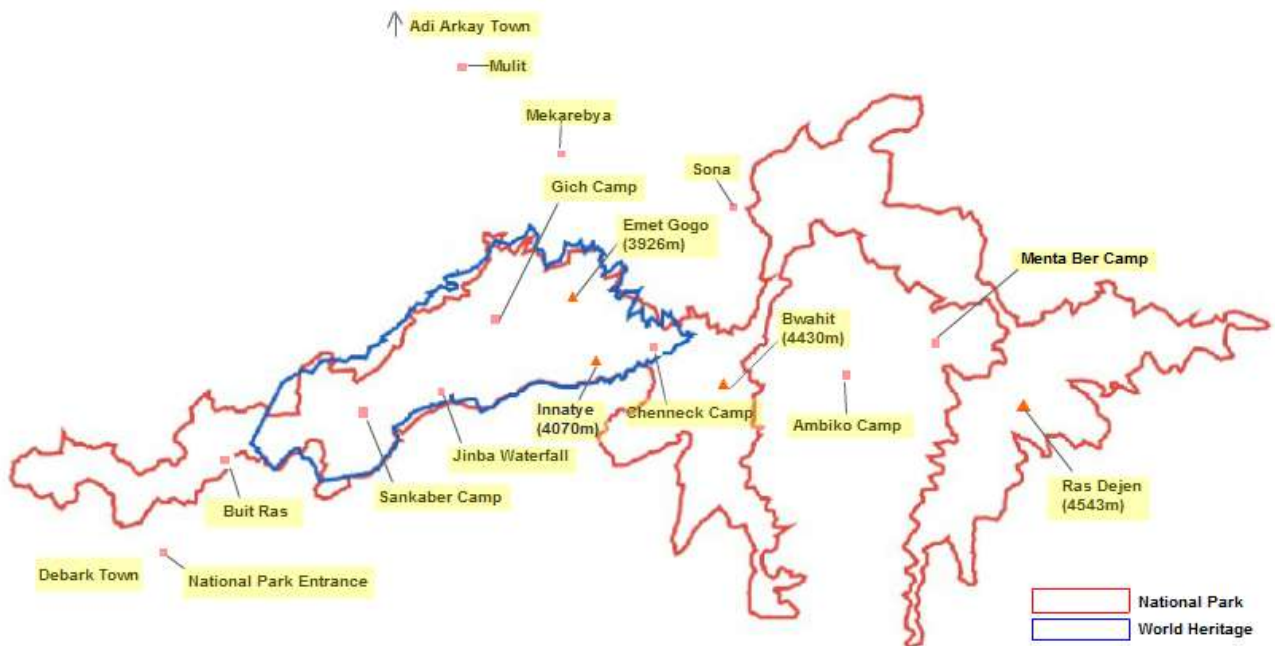 Adi Arkay Town
Mulit
Mekarebya
Gich Camp
Sona
Emet Gogo
(3926m)
Menta Ber Camp
Bwahit
(4430m)
Innatye
(4070m)
Chenneck Camp
Ambiko Camp
Jinba Waterfall
Sankaber Camp
Ras Dejen
(4543m)
Buit Ras
Debark Town
National Park Entrance
National Park
World Heritage